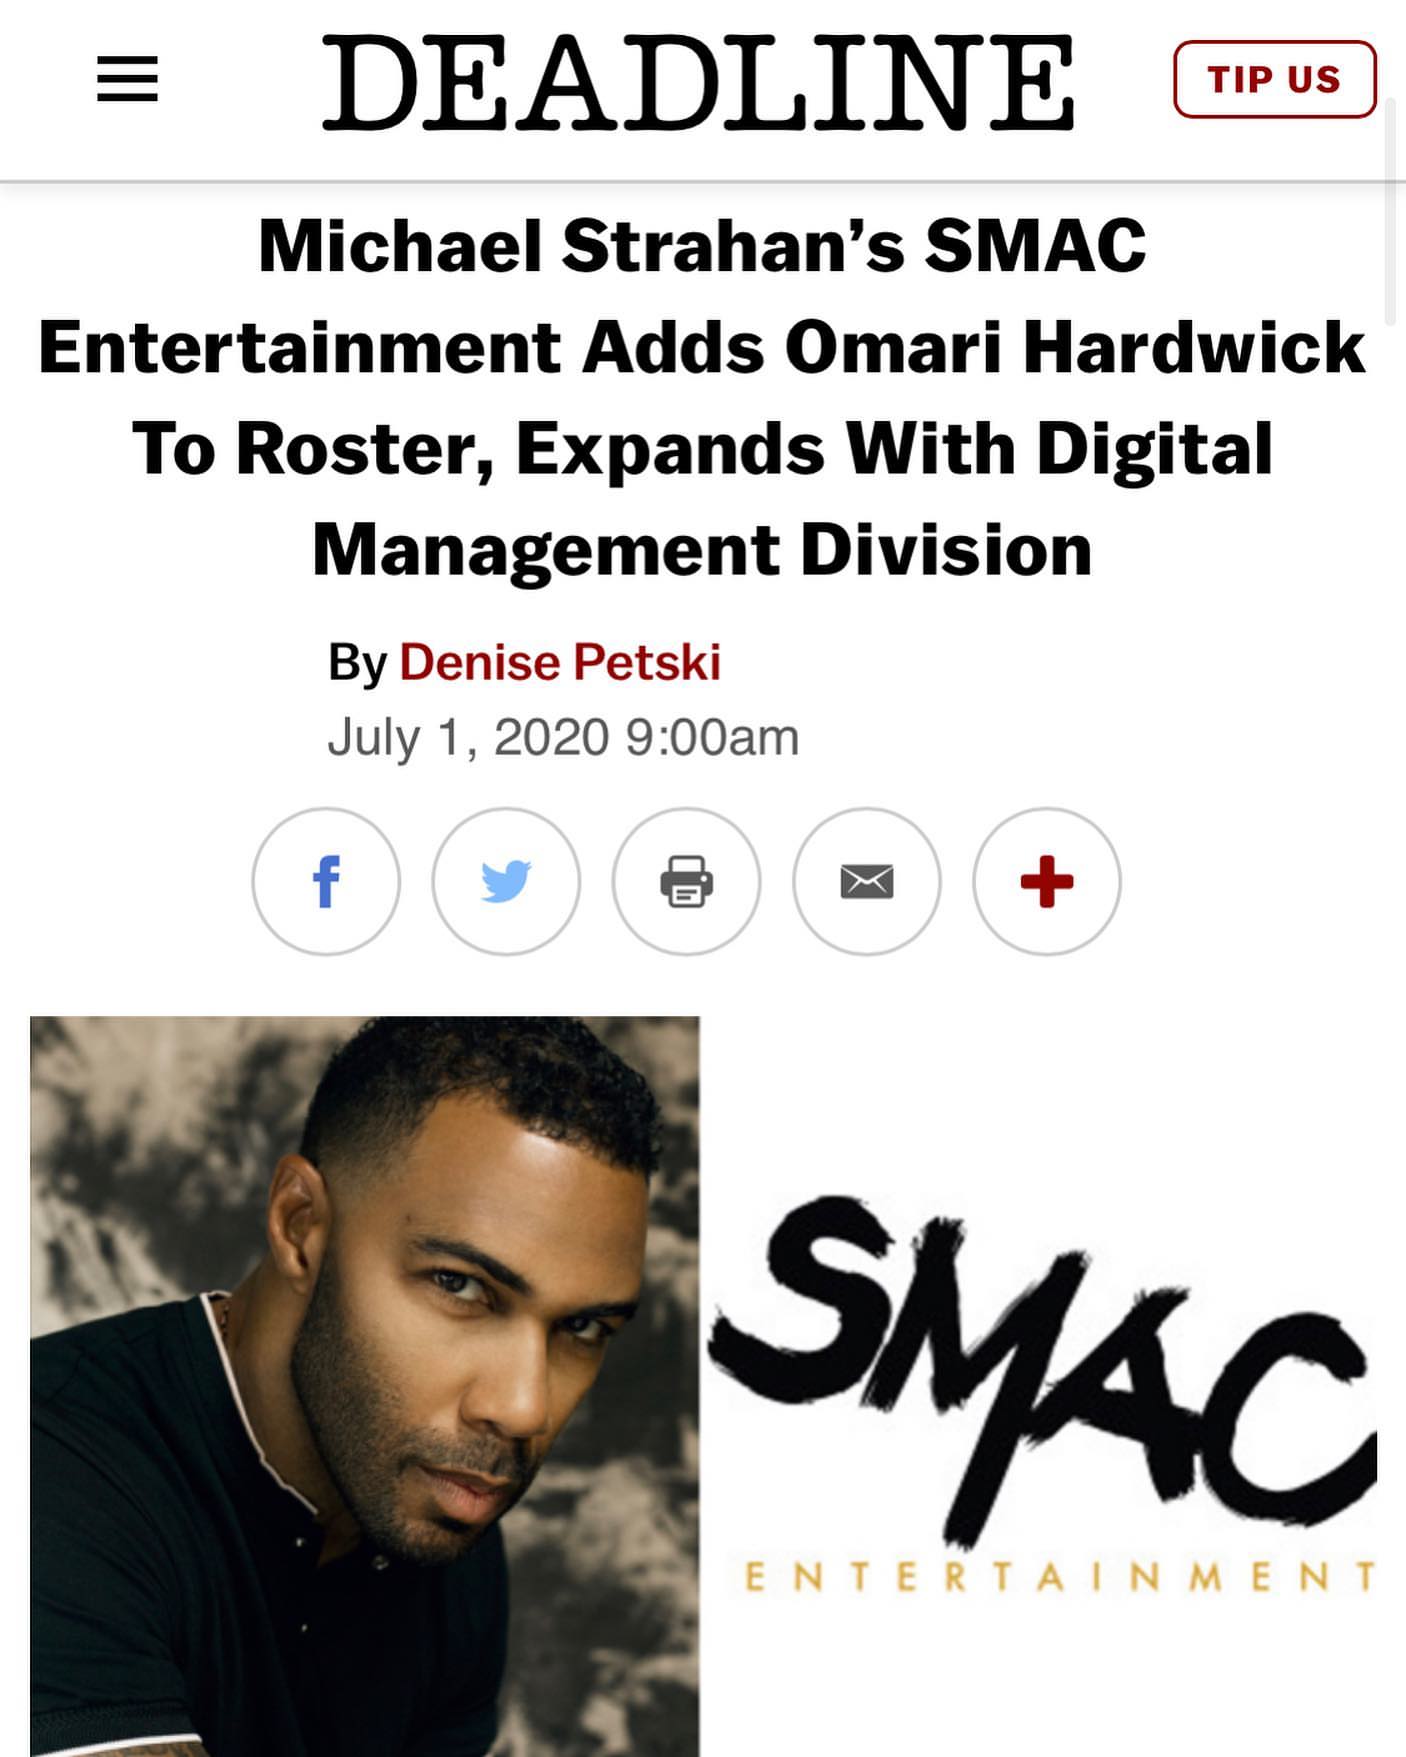 DEADLINE
TIP US
Michael Strahan’s SMAC
Entertainment Adds Omari Hardwick
To Roster, Expands With Digital
Management Division
By Denise Petski
July 1, 2020 9:00am
SMAC
ENTERTAINMENT